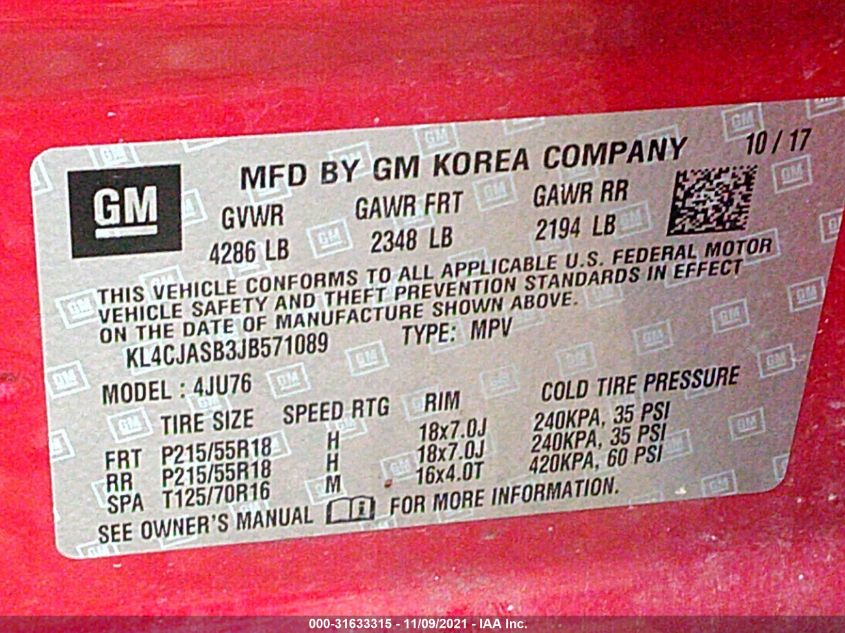 GM
MFD BY GM KOREA COMPANY 10 / 17
GVWR GAWR FRT GAWR RR
4286 LB 2348 LB 2194 LB
THIS VEHICLE CONFORMS TO ALL APPLICABLE U.S. FEDERAL MOTOR
VEHICLE SAFETY AND THEFT PREVENTION STANDARDS IN EFFECT
ON THE DATE OF MANUFACTURE SHOWN ABOVE.
KL4CJASB3JB571089 TYPE: MPV
MODEL : 4JU76
TIRE SIZE SPEED RTG RIM COLD TIRE PRESSURE
FRT P215/55R18 H 18x7.0J 240KPA, 35 PSI
RR P215/55R18 H 18x7.0J 240KPA, 35 PSI
SPA T125/70R16 M 16x4.0T 420KPA, 60 PSI
SEE OWNER'S MANUAL FOR MORE INFORMATION.
000-31633315 - 11/09/2021 - IAA Inc.